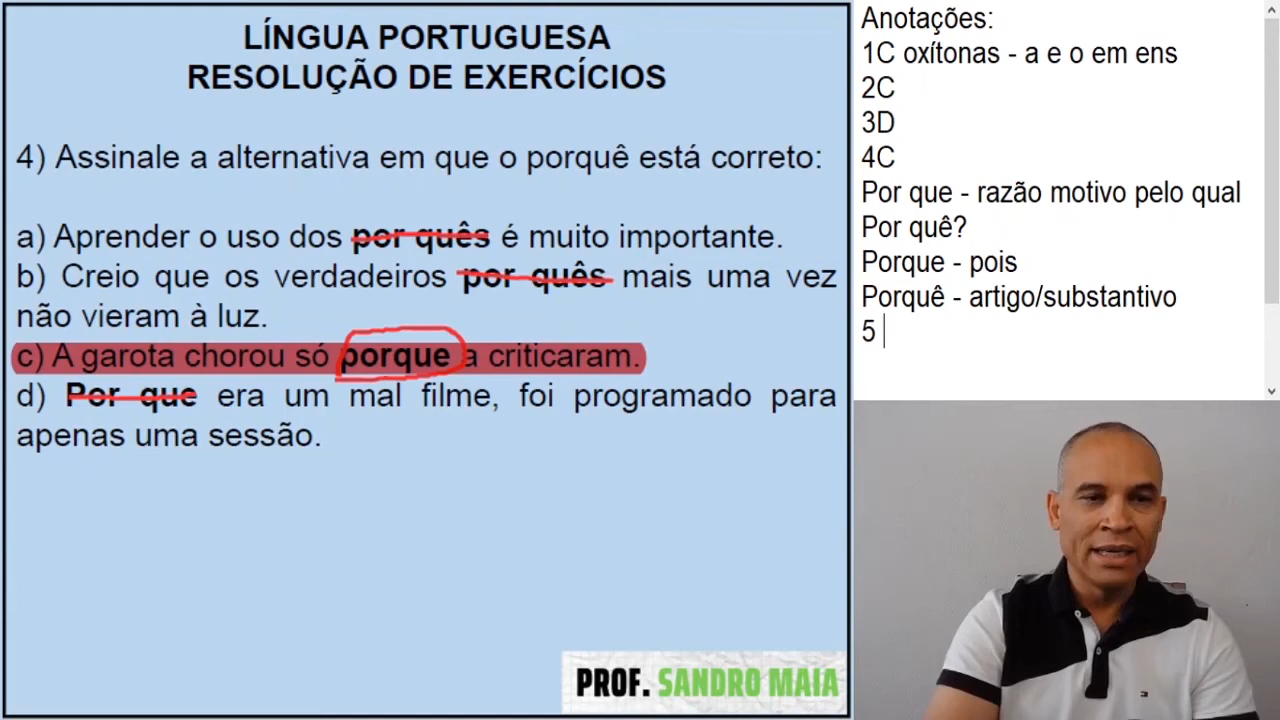 LÍNGUA PORTUGUESA
RESOLUÇÃO DE EXERCÍCIOS
4) Assinale a alternativa em que o porquê está correto:
a) Aprender o uso dos por quês é muito importante.
b) Creio que os verdadeiros por quês mais uma vez
não vieram à luz.
c) A garota chorou só porque a criticaram.
d) Por que era um mal filme, foi programado para
apenas uma sessão.
PROF. SANDRO MAIA
Anotações:
1C oxítonas - a e o em ens
2C
3D
4C
Por que - razão motivo pelo qual
Por quê?
Porque - pois
Porquê - artigo/substantivo
5